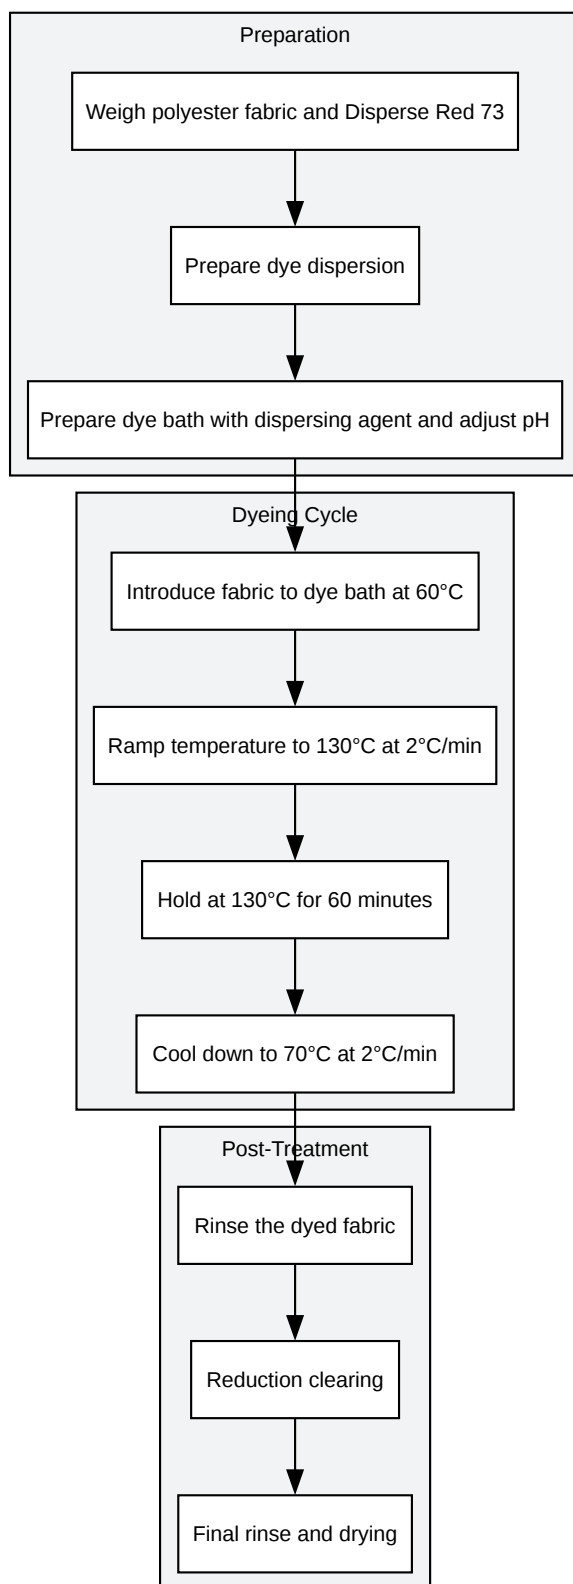 Preparation
Weigh polyester fabric and Disperse Red 73
Prepare dye dispersion
Prepare dye bath with dispersing agent and adjust pH
Dyeing Cycle
Introduce fabric to dye bath at 60°C
Ramp temperature to 130°C at 2°C/min
Hold at 130°C for 60 minutes
Cool down to 70°C at 2°C/min
Post-Treatment
Rinse the dyed fabric
Reduction clearing
Final rinse and drying